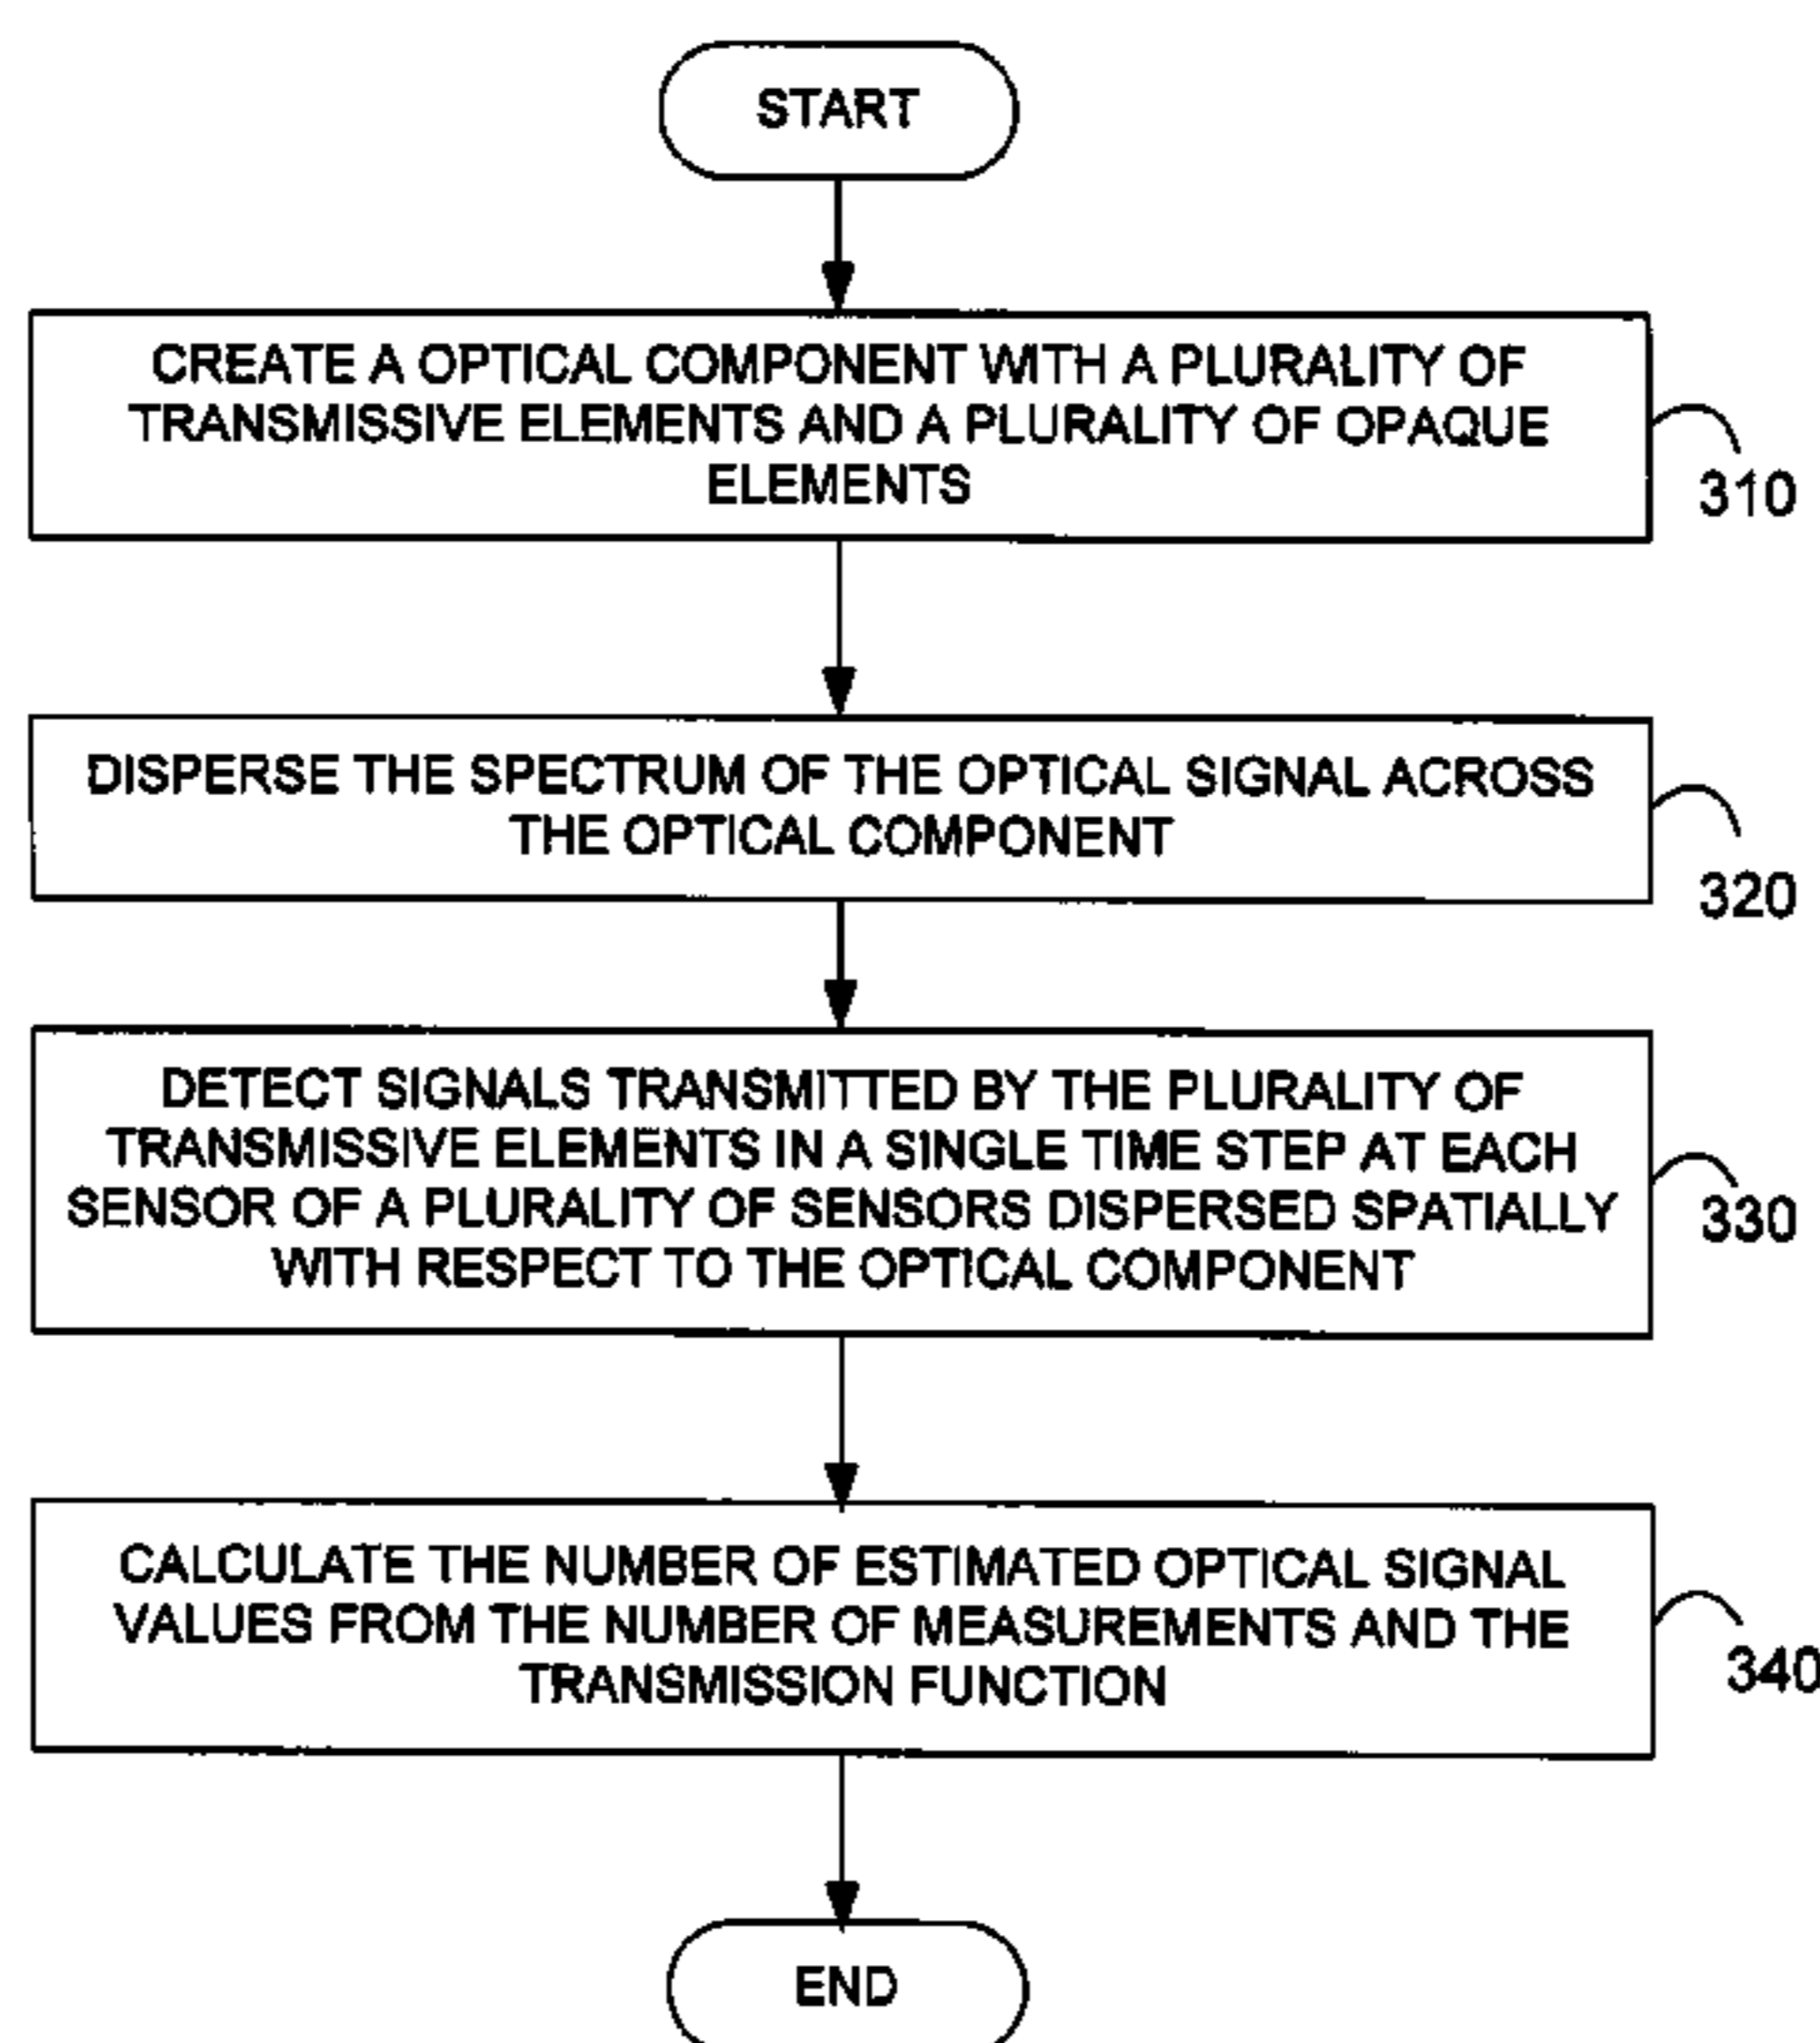 START
CREATE A OPTICAL COMPONENT WITH A PLURALITY OF
TRANSMISSIVE ELEMENTS AND A PLURALITY OF OPAQUE
ELEMENTS
310
DISPERSE THE SPECTRUM OF THE OPTICAL SIGNAL ACROSS
THE OPTICAL COMPONENT
320
DETECT SIGNALS TRANSMITTED BY THE PLURALITY OF
TRANSMISSIVE ELEMENTS IN A SINGLE TIME STEP AT EACH
SENSOR OF A PLURALITY OF SENSORS DISPERSED SPATIALLY
WITH RESPECT TO THE OPTICAL COMPONENT
330
CALCULATE THE NUMBER OF ESTIMATED OPTICAL SIGNAL
VALUES FROM THE NUMBER OF MEASUREMENTS AND THE
TRANSMISSION FUNCTION
340
END